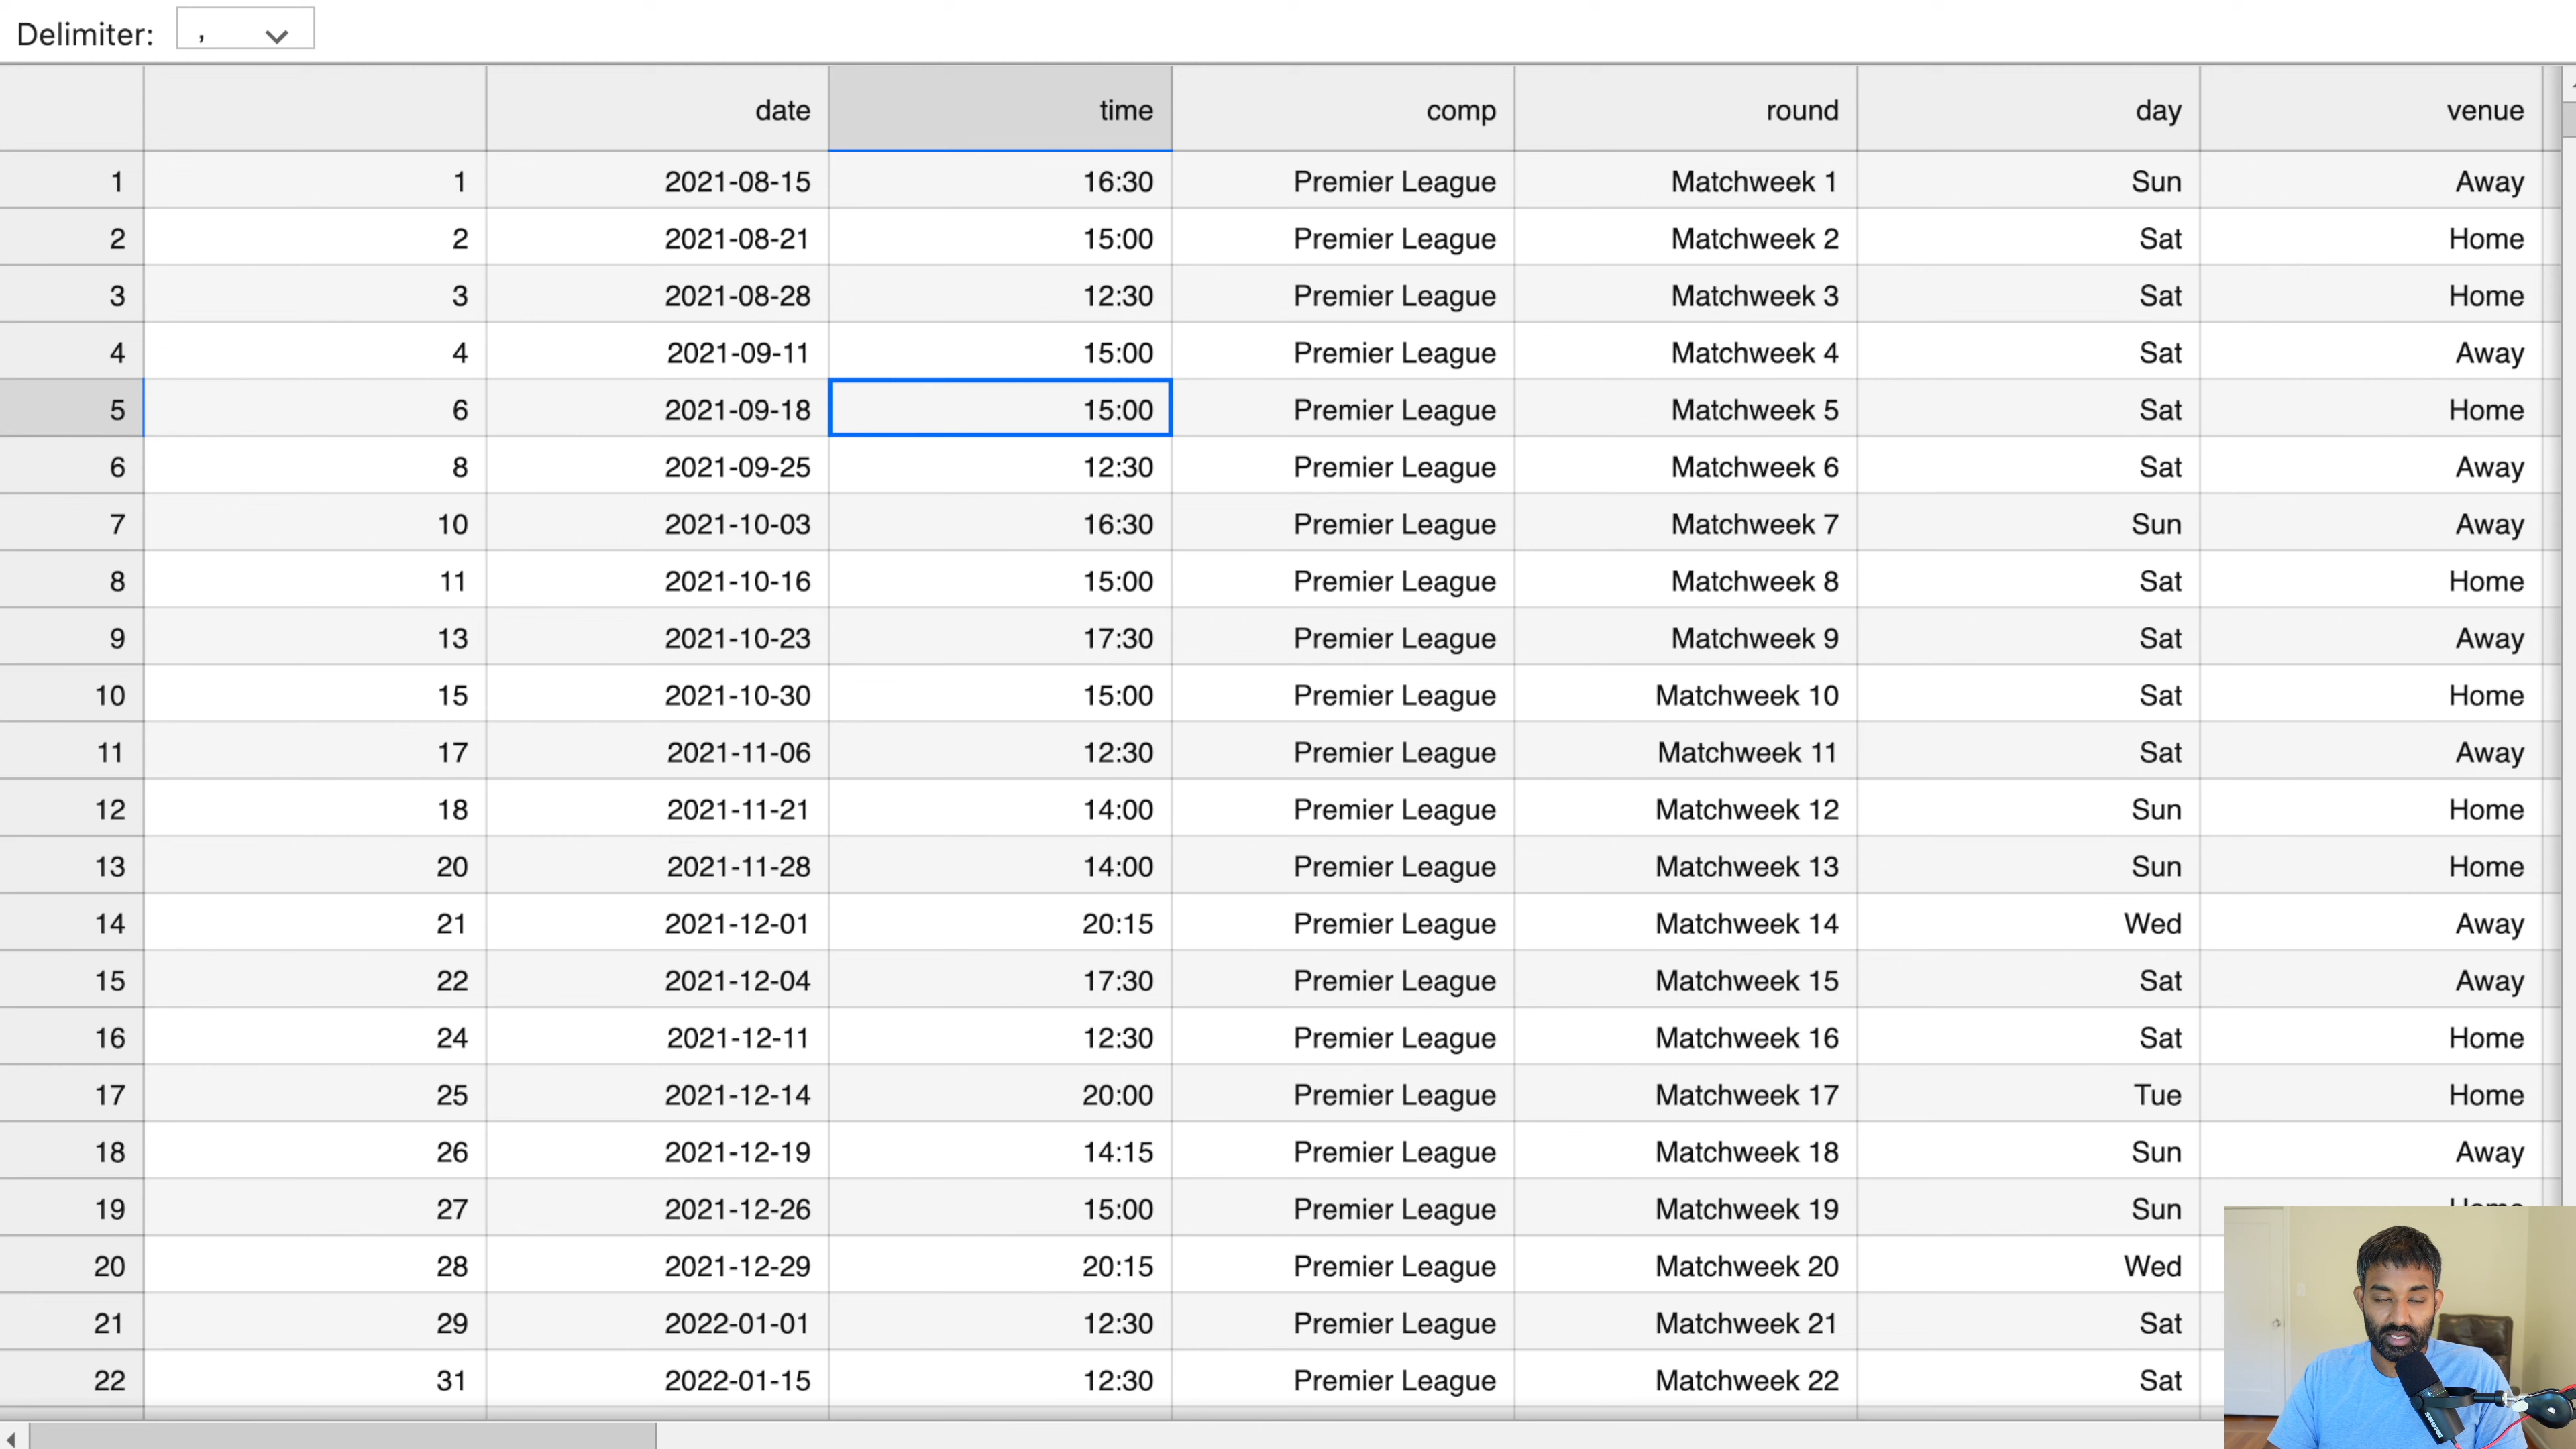 Delimiter: ,
date time comp round day venue
1 1 2021-08-15 16:30 Premier League Matchweek 1 Sun Away
2 2 2021-08-21 15:00 Premier League Matchweek 2 Sat Home
3 3 2021-08-28 12:30 Premier League Matchweek 3 Sat Home
4 4 2021-09-11 15:00 Premier League Matchweek 4 Sat Away
5 6 2021-09-18 15:00 Premier League Matchweek 5 Sat Home
6 8 2021-09-25 12:30 Premier League Matchweek 6 Sat Away
7 10 2021-10-03 16:30 Premier League Matchweek 7 Sun Away
8 11 2021-10-16 15:00 Premier League Matchweek 8 Sat Home
9 13 2021-10-23 17:30 Premier League Matchweek 9 Sat Away
10 15 2021-10-30 15:00 Premier League Matchweek 10 Sat Home
11 17 2021-11-06 12:30 Premier League Matchweek 11 Sat Away
12 18 2021-11-21 14:00 Premier League Matchweek 12 Sun Home
13 20 2021-11-28 14:00 Premier League Matchweek 13 Sun Home
14 21 2021-12-01 20:15 Premier League Matchweek 14 Wed Away
15 22 2021-12-04 17:30 Premier League Matchweek 15 Sat Away
16 24 2021-12-11 12:30 Premier League Matchweek 16 Sat Home
17 25 2021-12-14 20:00 Premier League Matchweek 17 Tue Home
18 26 2021-12-19 14:15 Premier League Matchweek 18 Sun Away
19 27 2021-12-26 15:00 Premier League Matchweek 19 Sun
20 28 2021-12-29 20:15 Premier League Matchweek 20 Wed
21 29 2022-01-01 12:30 Premier League Matchweek 21 Sat
22 31 2022-01-15 12:30 Premier League Matchweek 22 Sat